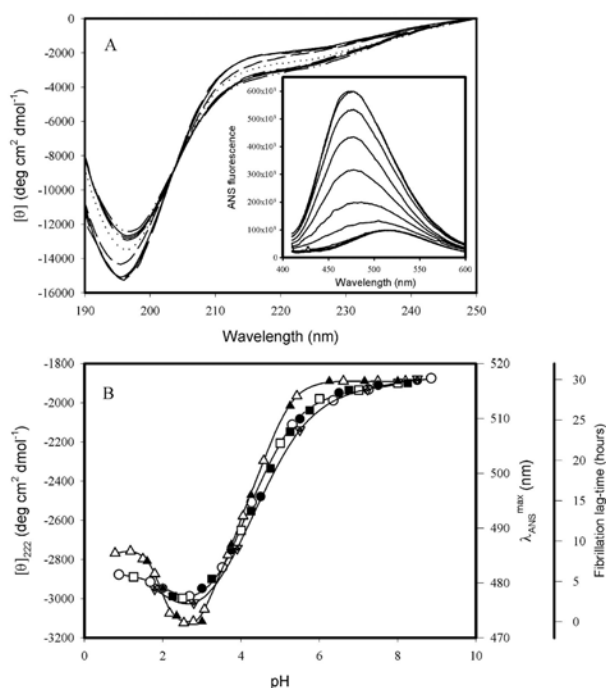 A
[θ] (deg cm² dmol⁻¹)
0
-2000
-4000
-6000
-8000
-10000
-12000
-14000
-16000
190 200 210 220 230 240 250
Wavelength (nm)
ANS fluorescence
600x10³
500x10³
400x10³
300x10³
200x10³
100x10³
0
400 450 500 550 600
Wavelength (nm)
B
[θ]₂₂₂ (deg cm² dmol⁻¹)
-1800
-2000
-2200
-2400
-2600
-2800
-3000
-3200
0 2 4 6 8 10
pH
520
510
500
490
480
470
λ_ANS^max (nm)
30
20
10
5
0
Fibrillation lag-time (hours)